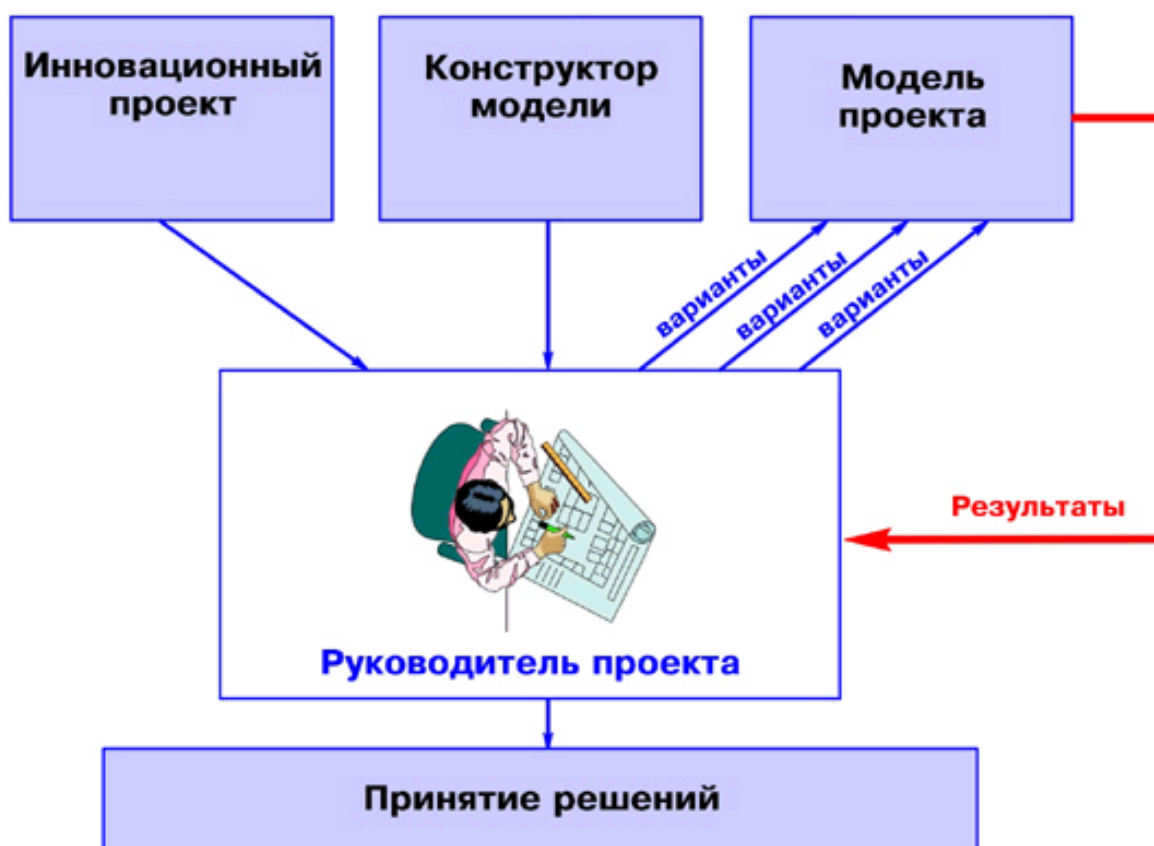 Инновационный
проект
Конструктор
модели
Модель
проекта
варианты
варианты
варианты
Результаты
Руководитель проекта
Принятие решений